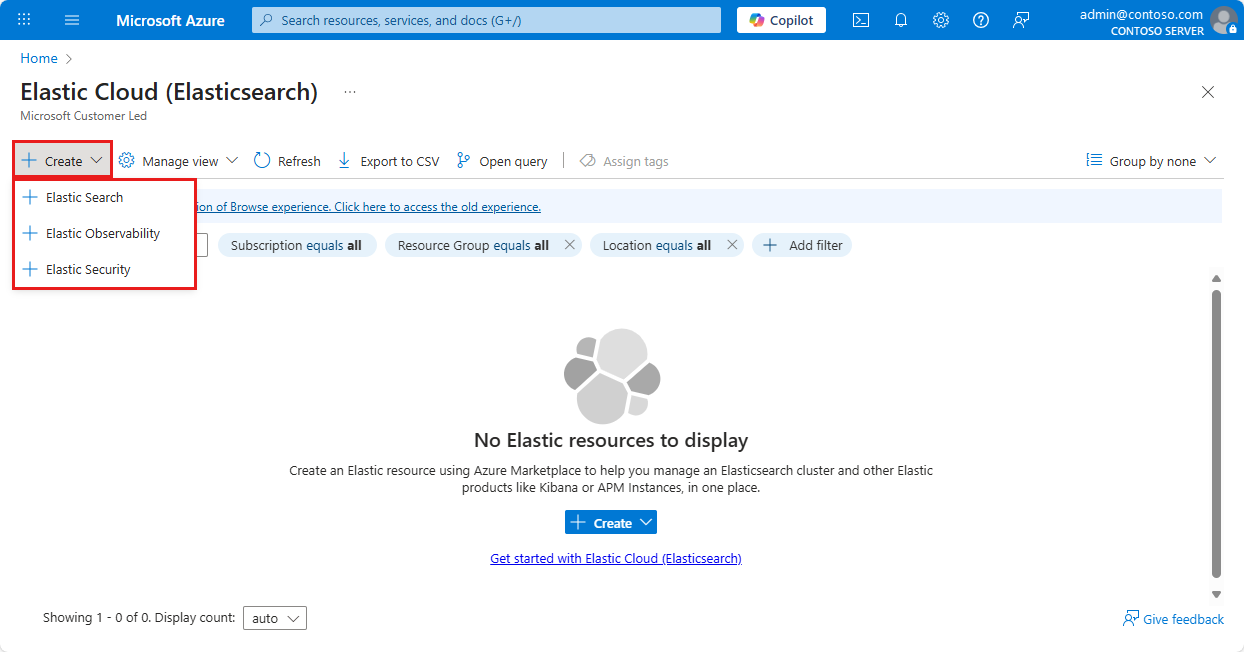 Microsoft Azure
Search resources, services, and docs (G+/)
Copilot
admin@contoso.com
CONTOSO SERVER
Home
Elastic Cloud (Elasticsearch)
...
Microsoft Customer Led
Create
Manage view
Refresh
Export to CSV
Open query
Assign tags
Group by none
Elastic Search
Elastic Observability
Elastic Security
of Browse experience. Click here to access the old experience.
Subscription equals all
Resource Group equals all
Location equals all
Add filter
No Elastic resources to display
Create an Elastic resource using Azure Marketplace to help you manage an Elasticsearch cluster and other Elastic
products like Kibana or APM Instances, in one place.
Create
Get started with Elastic Cloud (Elasticsearch)
Showing 1 - 0 of 0. Display count:
auto
Give feedback